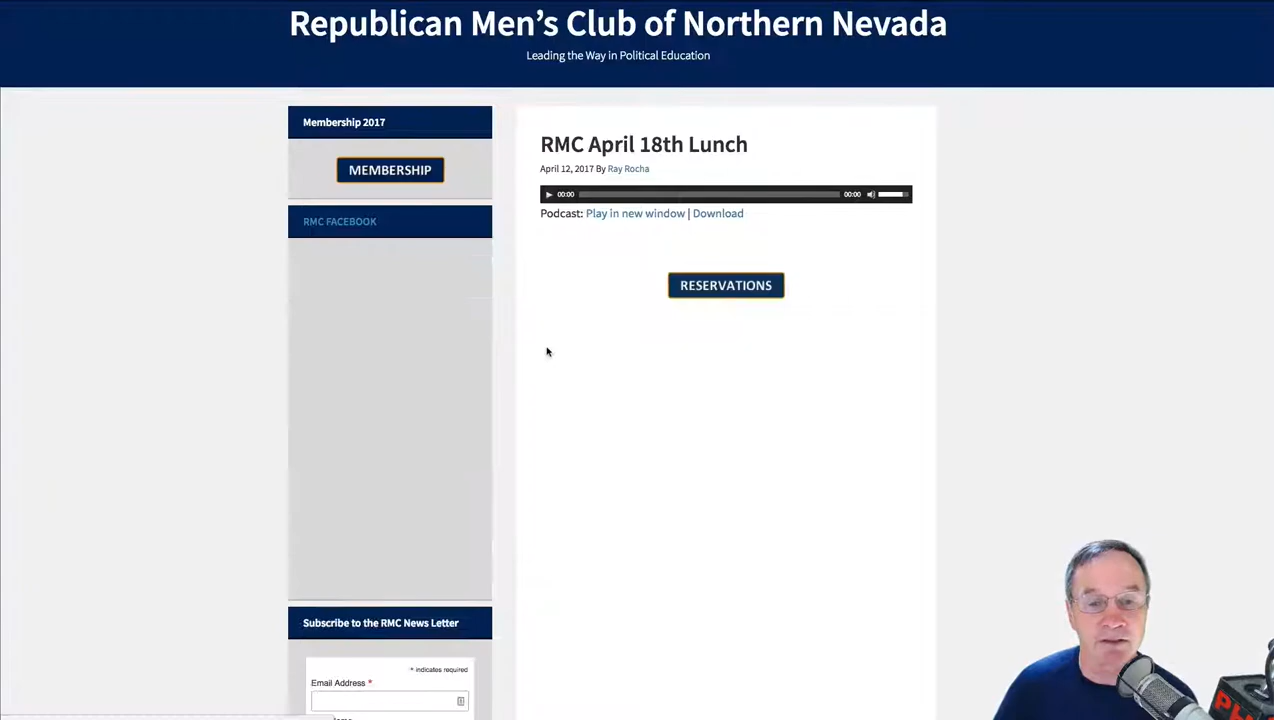 Republican Men’s Club of Northern Nevada
Leading the Way in Political Education
Membership 2017
MEMBERSHIP
RMC FACEBOOK
Subscribe to the RMC News Letter
* indicates required
Email Address *
RMC April 18th Lunch
April 12, 2017 By Ray Rocha
00:00 00:00
Podcast: Play in new window | Download
RESERVATIONS